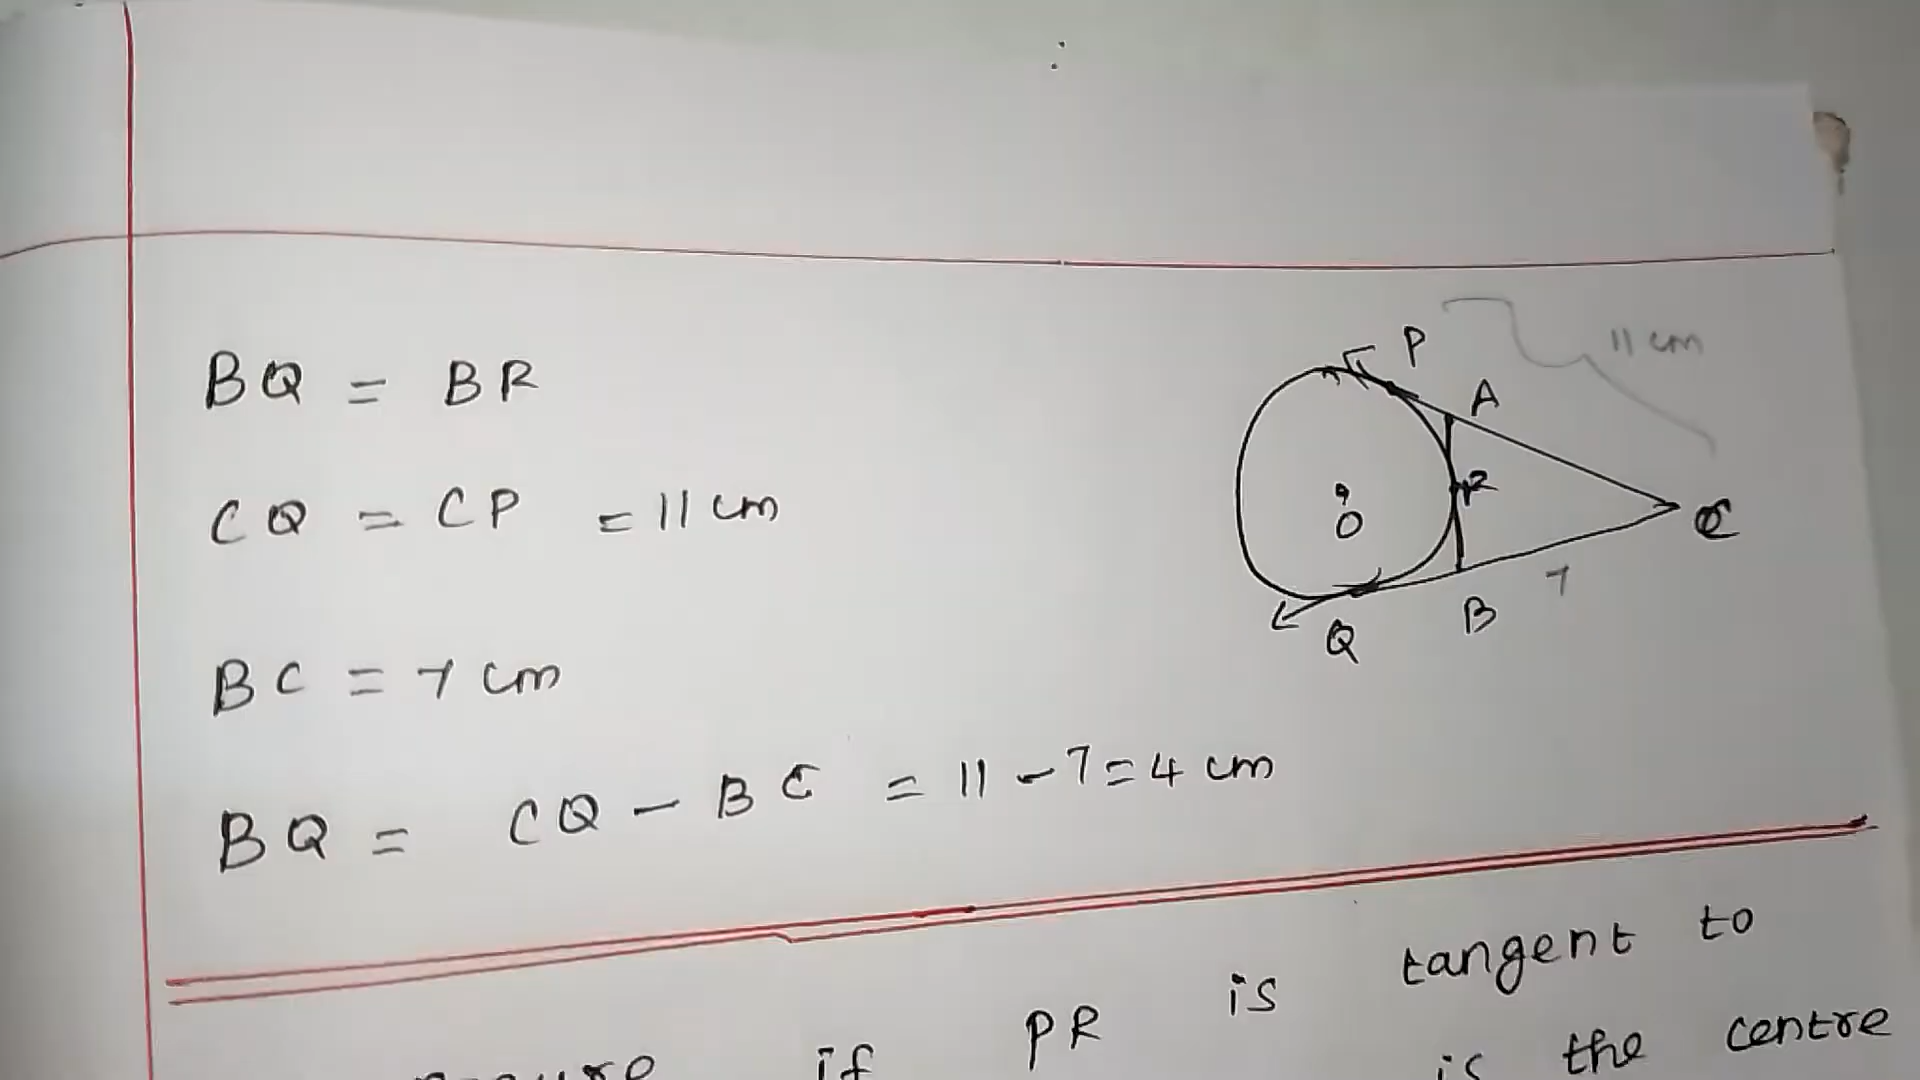 BQ = BR
CQ = CP = 11 cm
BC = 7 cm
BQ = CQ - BC = 11 - 7 = 4 cm
11 cm
P
A
R
O
C
7
B
Q
if PR is tangent to
is the centre